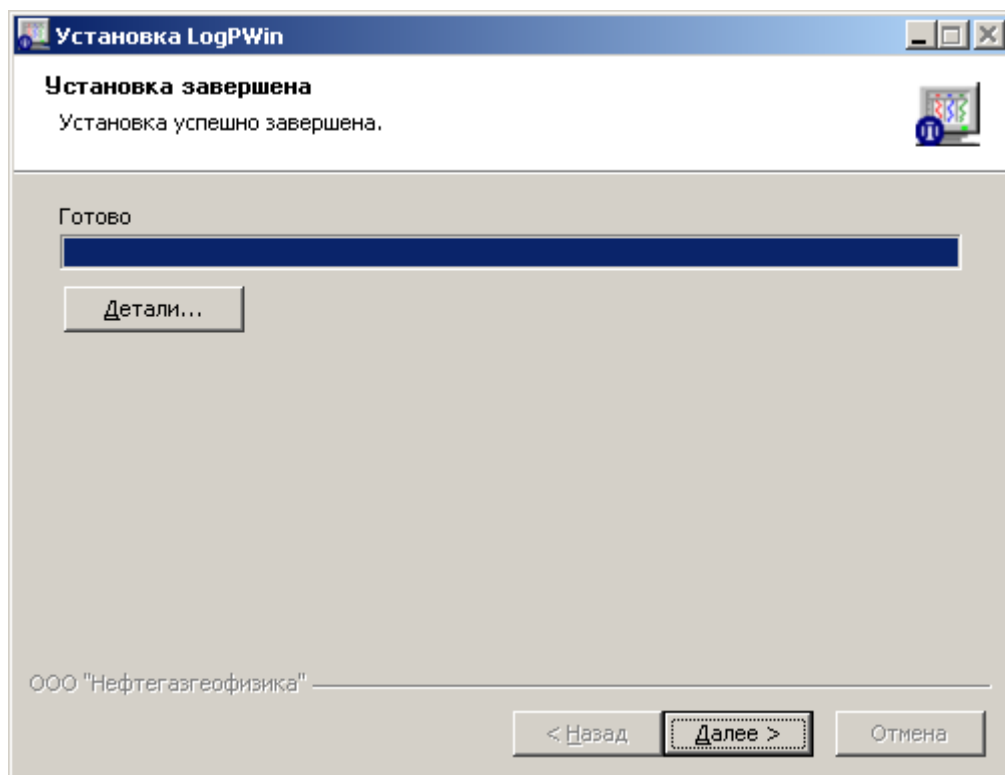 Установка LogPWin
Установка завершена
Установка успешно завершена.
Готово
Детали...
ООО "Нефтегазгеофизика"
< Назад
Далее >
Отмена